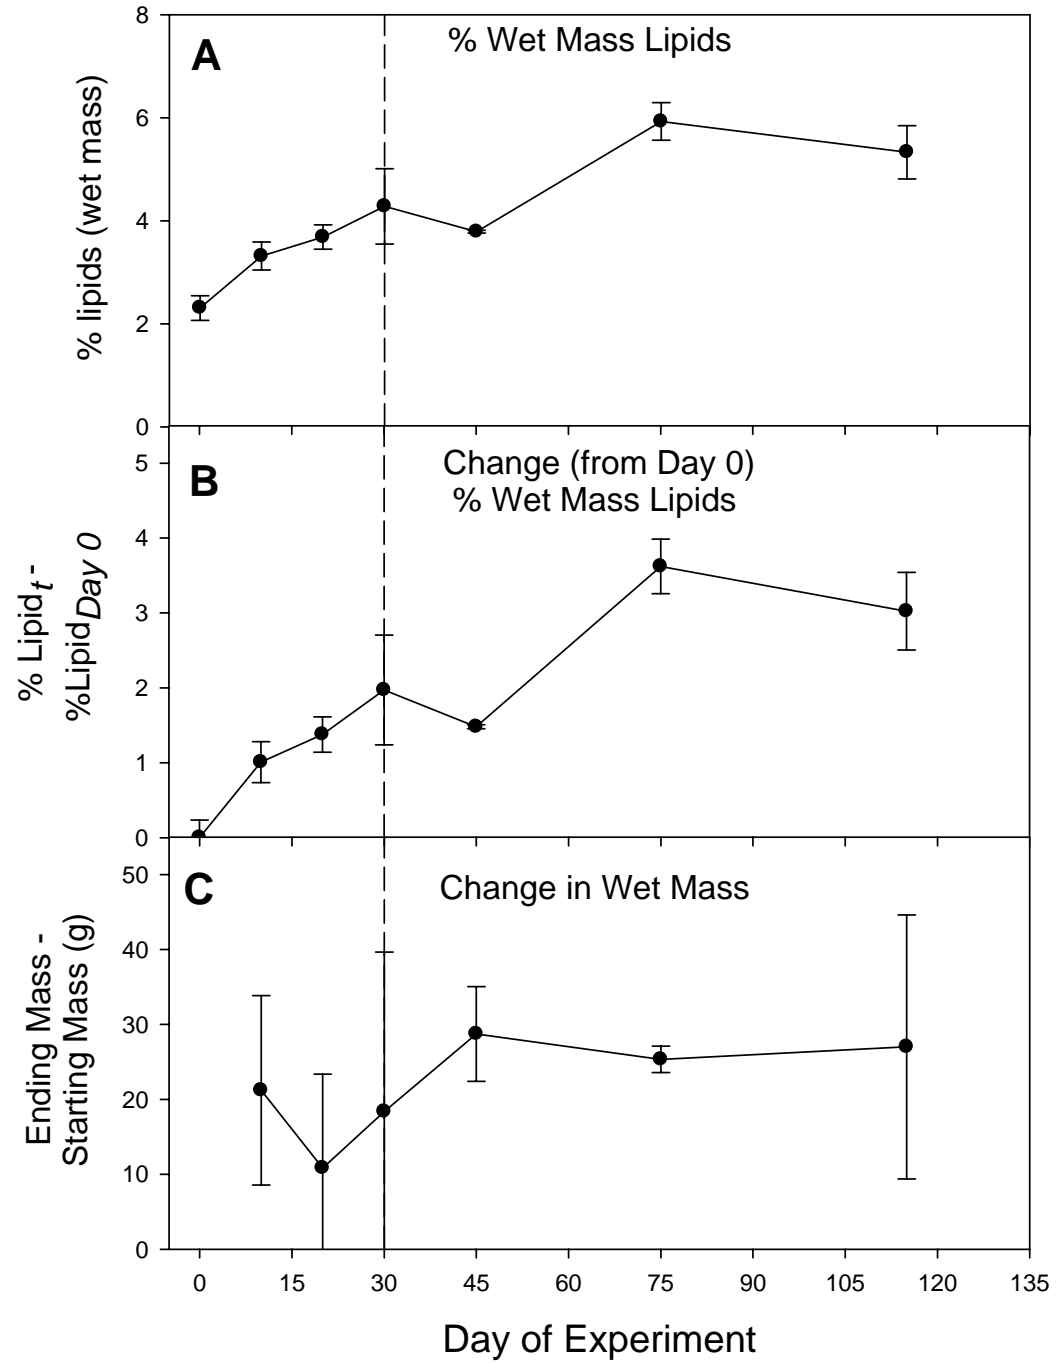 A
% Wet Mass Lipids
% lipids (wet mass)
8
6
4
2
0
B
Change (from Day 0)
% Wet Mass Lipids
% Lipidt -
%LipidDay 0
5
4
3
2
1
0
C
Change in Wet Mass
Ending Mass -
Starting Mass (g)
50
40
30
20
10
0
0 15 30 45 60 75 90 105 120 135
Day of Experiment